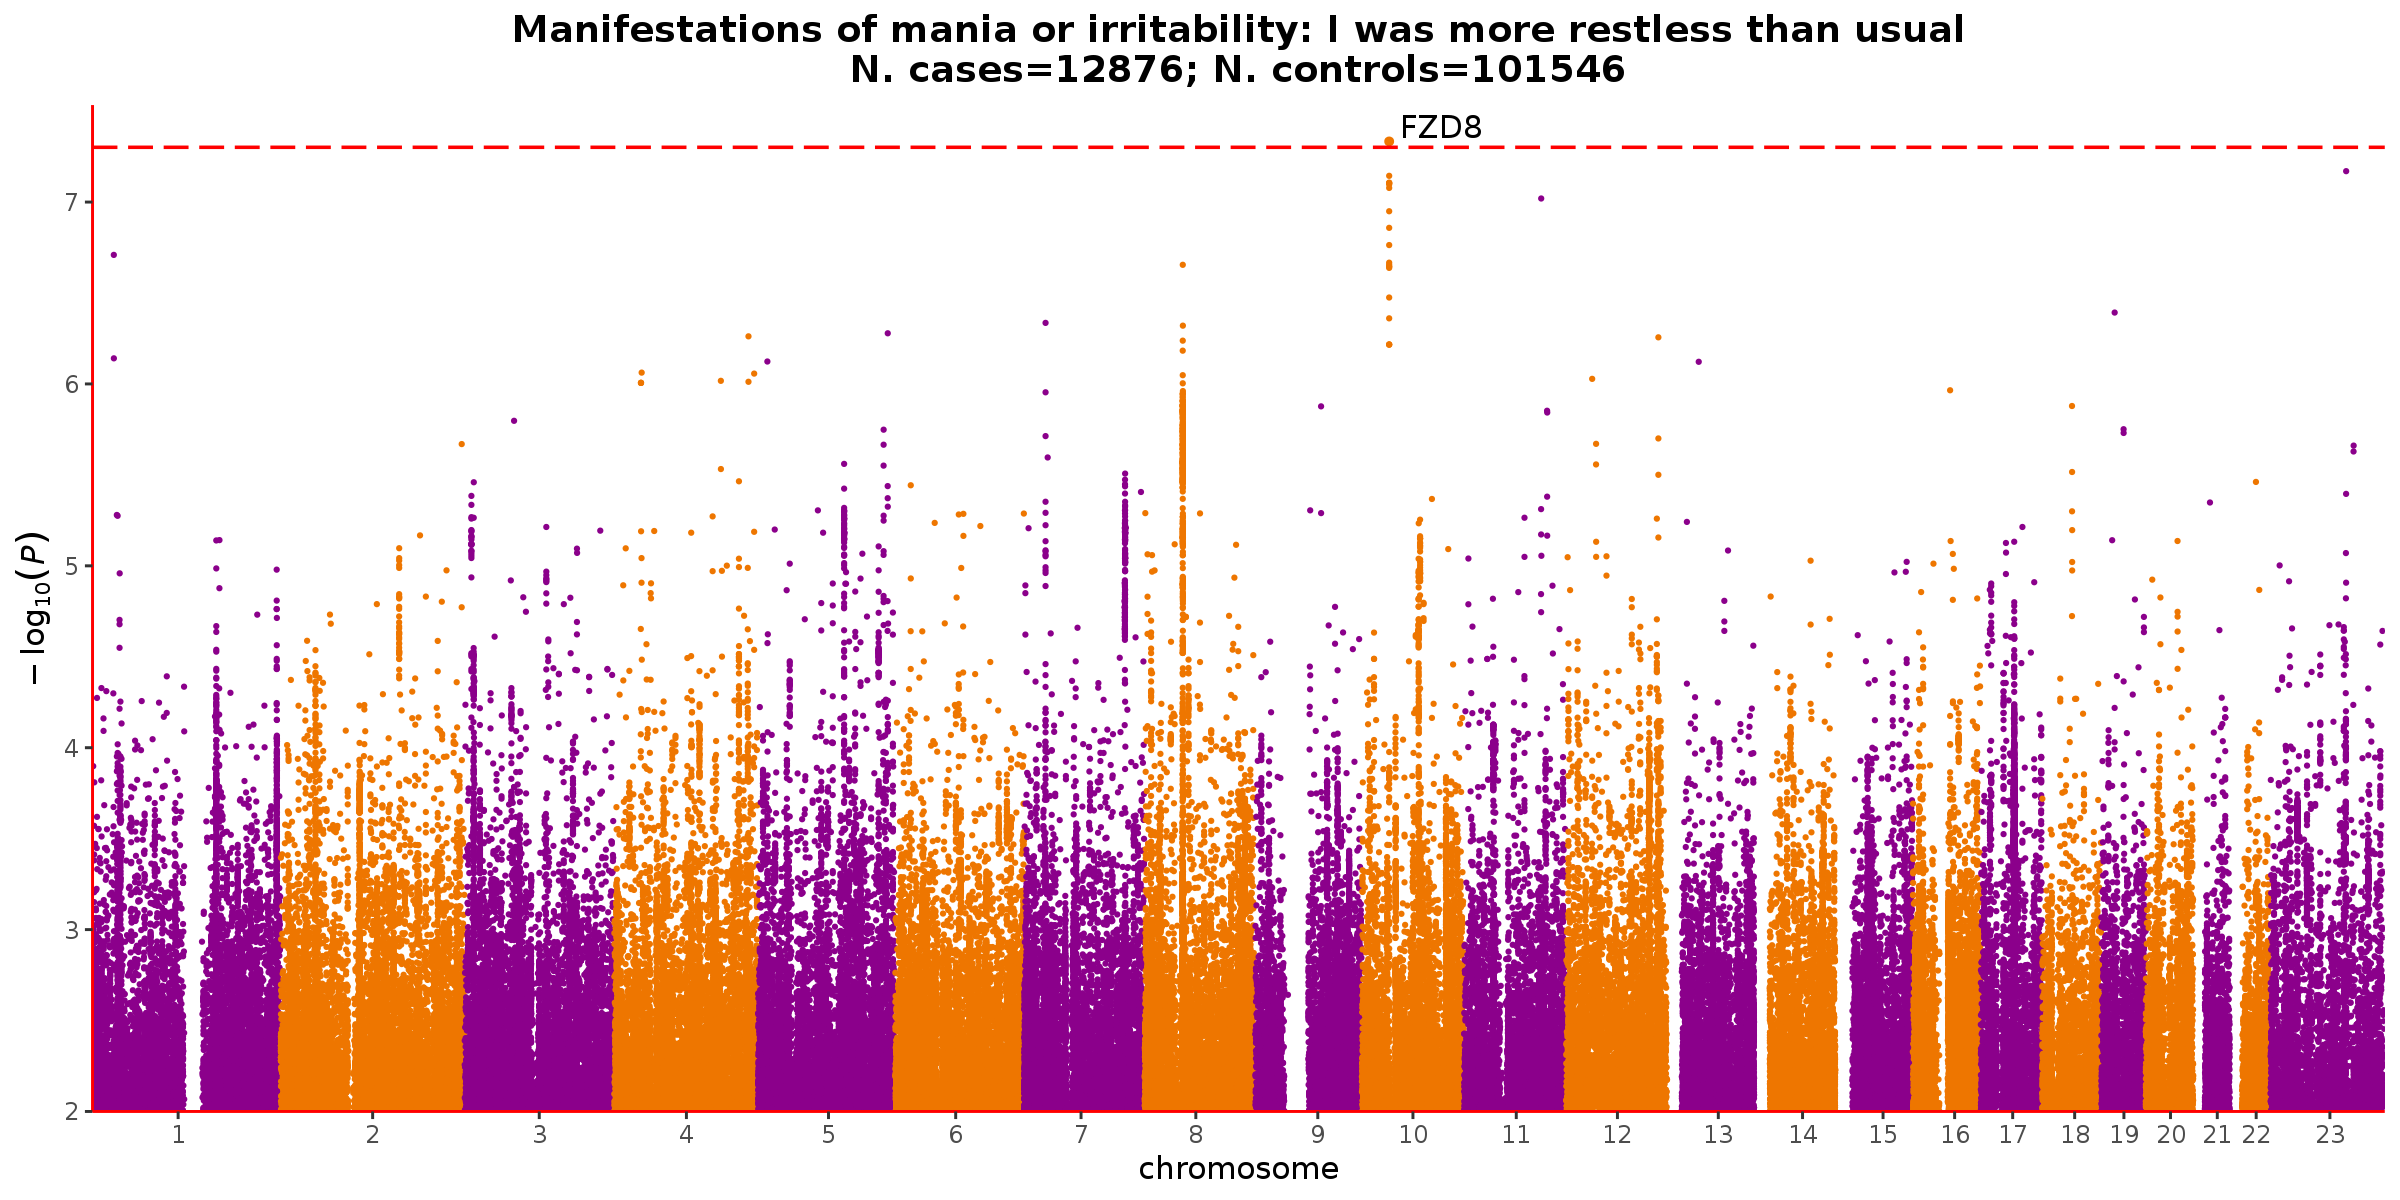 Manifestations of mania or irritability: I was more restless than usual
N. cases=12876; N. controls=101546
FZD8
7
6
5
4
3
2
−log10(P)
1 2 3 4 5 6 7 8 9 10 11 12 13 14 15 16 17 18 19 20 21 22 23
chromosome